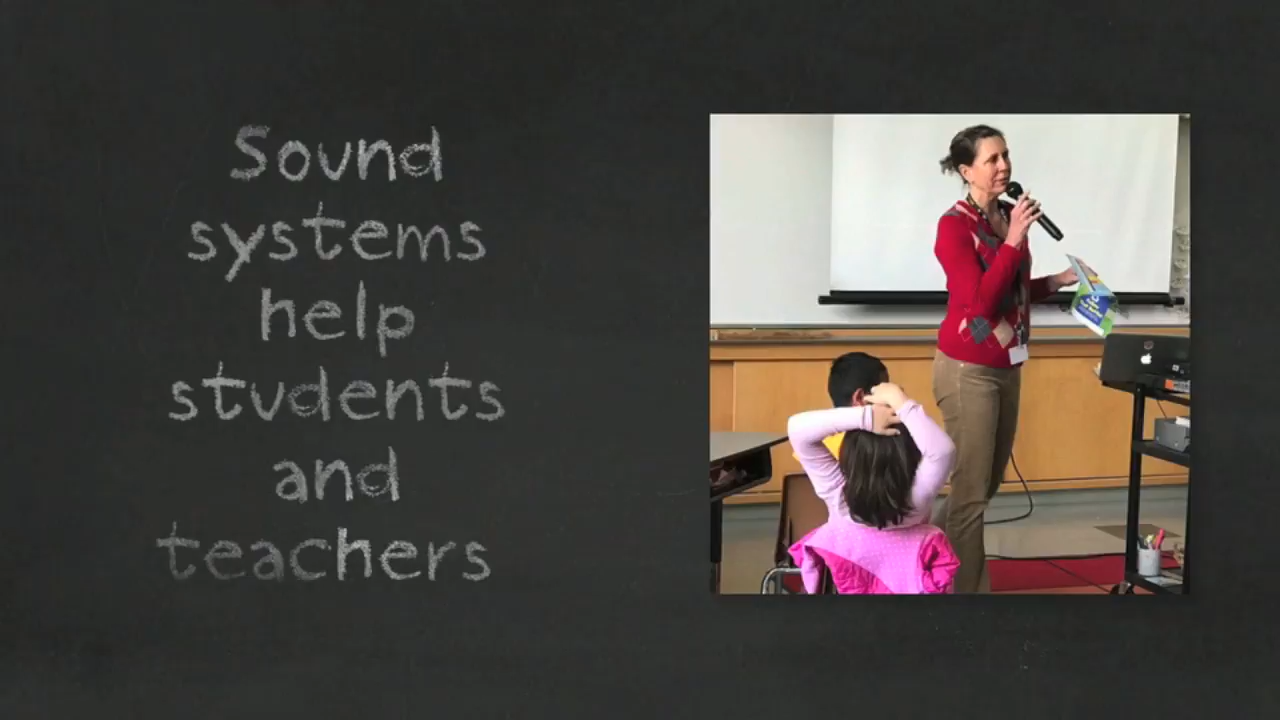 Sound
systems
help
students
and
teachers